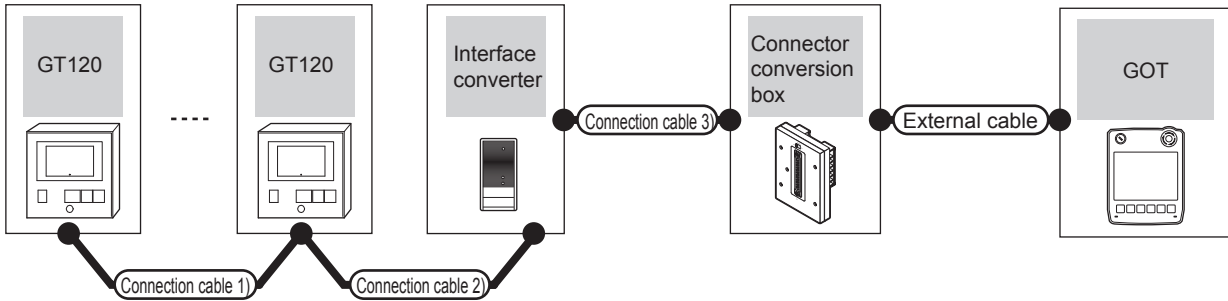 GT120
GT120
Interface
converter
Connector
conversion
box
GOT
Connection cable 3)
External cable
Connection cable 1)
Connection cable 2)